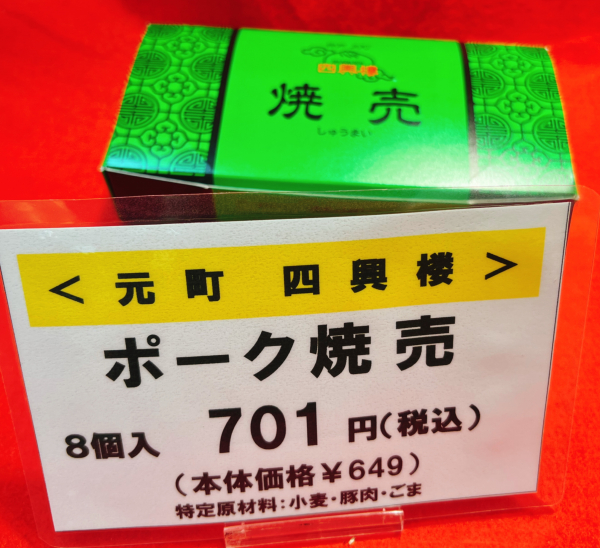 四興樓
焼売
しゅうまい
＜元町 四興楼＞
ポーク焼売
8個入 701円(税込)
(本体価格￥649)
特定原材料:小麦・豚肉・ごま